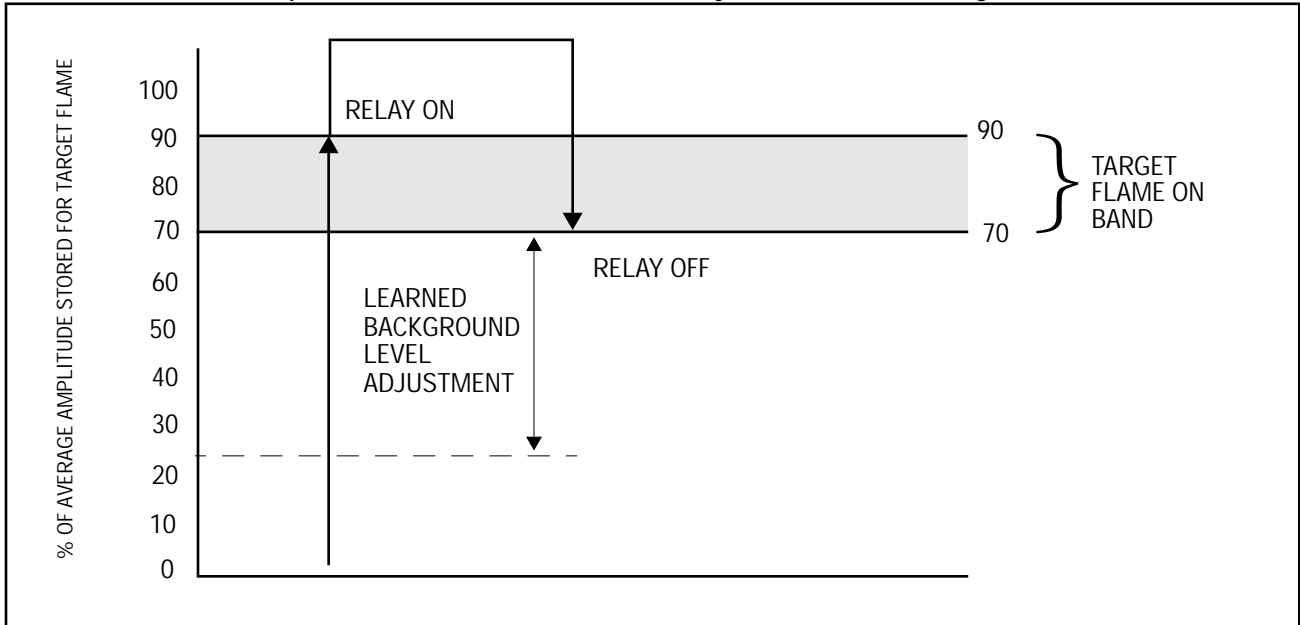 % OF AVERAGE AMPLITUDE STORED FOR TARGET FLAME
100
90
80
70
60
50
40
30
20
10
0
RELAY ON
90
70
TARGET
FLAME ON
BAND
RELAY OFF
LEARNED
BACKGROUND
LEVEL
ADJUSTMENT